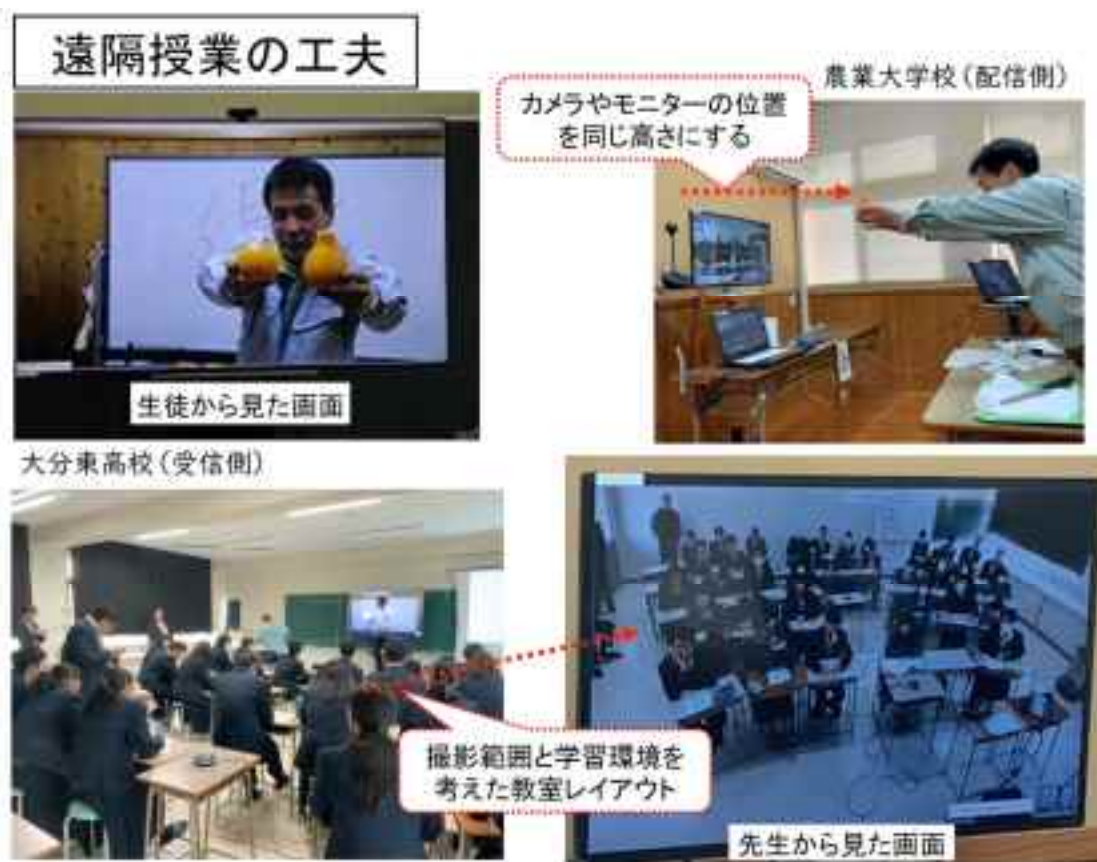 遠隔授業の工夫
農業大学校(配信側)
カメラやモニターの位置
を同じ高さにする
生徒から見た画面
大分東高校(受信側)
撮影範囲と学習環境を
考えた教室レイアウト
先生から見た画面